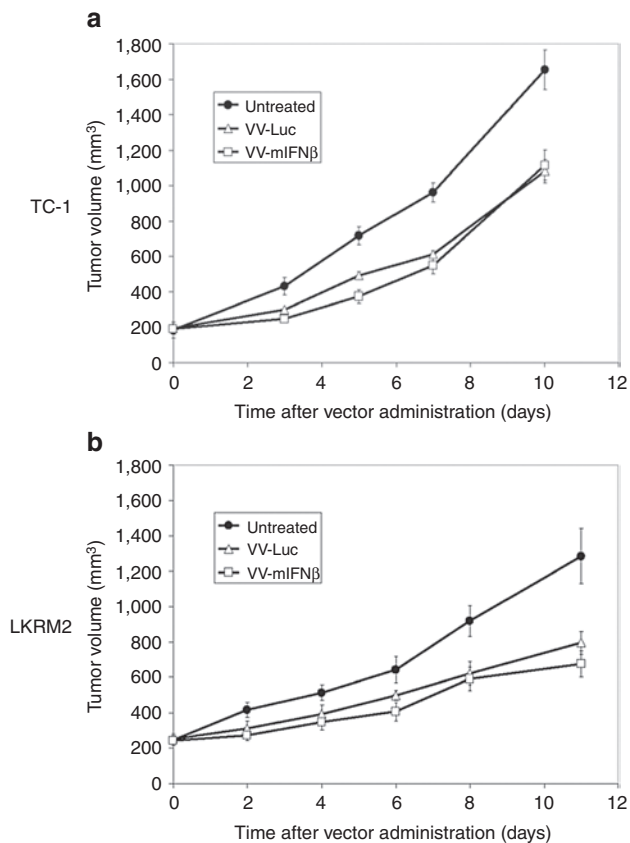 a
TC-1
Tumor volume (mm³)
1,800
1,600
1,400
1,200
1,000
800
600
400
200
0
Untreated
VV-Luc
VV-mIFNβ
0 2 4 6 8 10 12
Time after vector administration (days)
b
LKRM2
Tumor volume (mm³)
1,800
1,600
1,400
1,200
1,000
800
600
400
200
0
Untreated
VV-Luc
VV-mIFNβ
0 2 4 6 8 10 12
Time after vector administration (days)